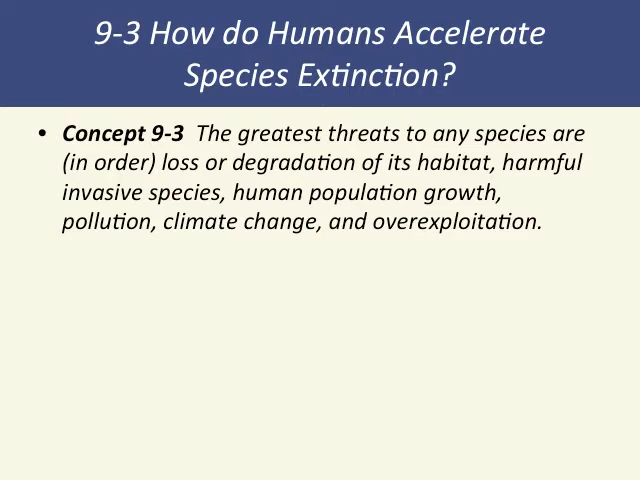 9-3 How do Humans Accelerate
Species Extinction?
• Concept 9-3 The greatest threats to any species are
(in order) loss or degradation of its habitat, harmful
invasive species, human population growth,
pollution, climate change, and overexploitation.